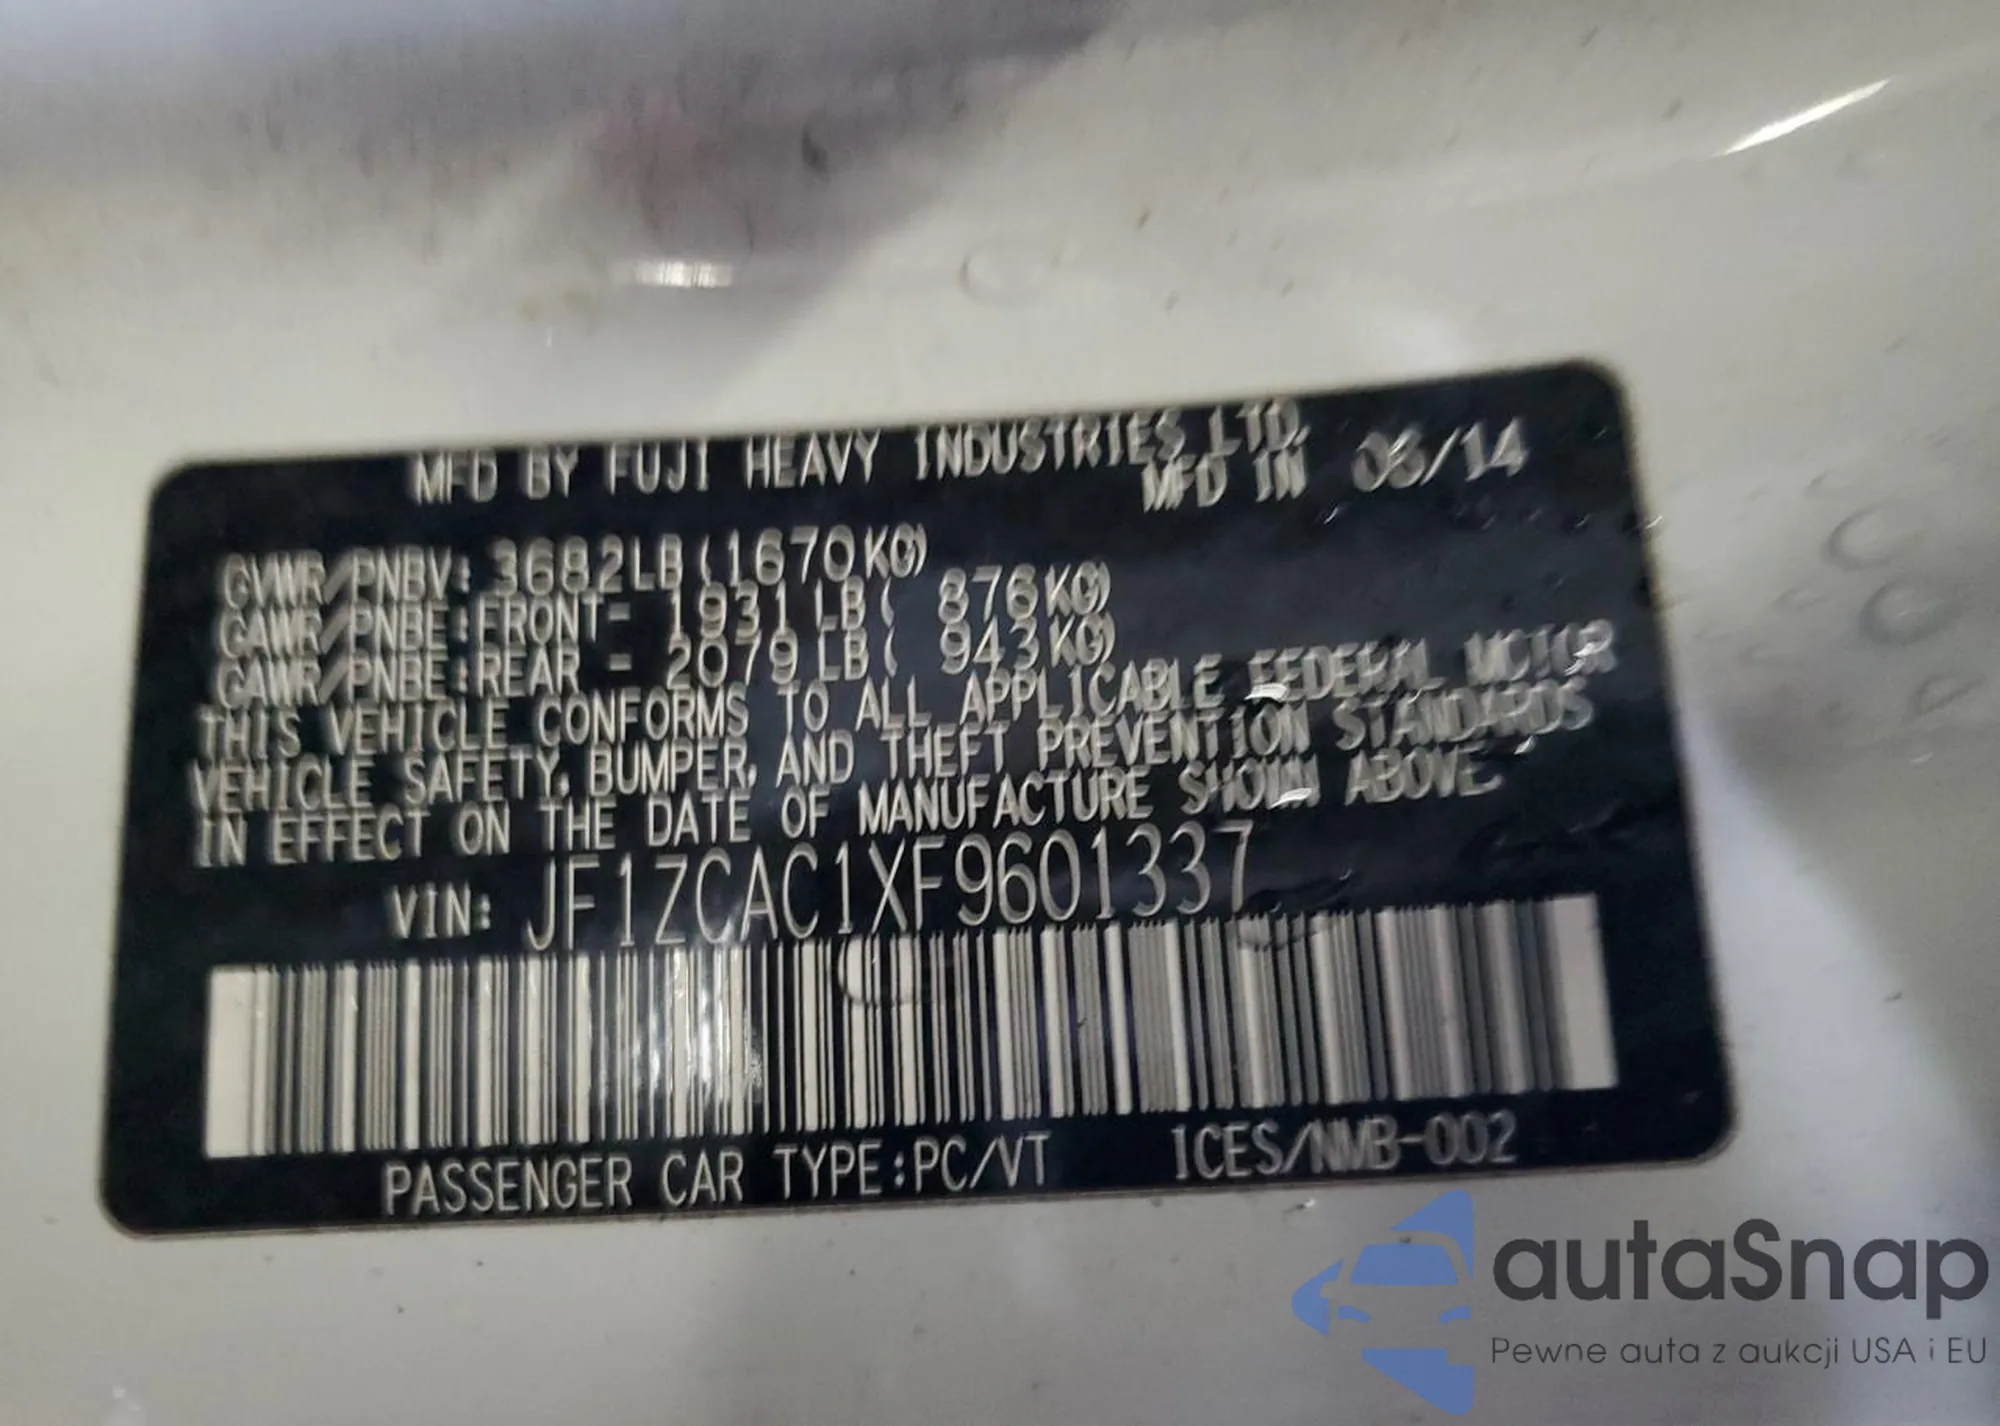 MFD BY FUJI HEAVY INDUSTRIES LTD.
MFD IN 06/14
GVWR/PNBV: 3682LB(1670KG)
GAWR/PNBE:FRONT- 1931LB( 876KG)
GAWR/PNBE:REAR - 2079LB( 943KG)
THIS VEHICLE CONFORMS TO ALL APPLICABLE FEDERAL MOTOR
VEHICLE SAFETY, BUMPER, AND THEFT PREVENTION STANDARDS
IN EFFECT ON THE DATE OF MANUFACTURE SHOWN ABOVE.
VIN: JF1ZCAC1XF9601337
PASSENGER CAR TYPE:PC/VT ICES/NMB-002
autaSnap
Pewne auta z aukcji USA i EU